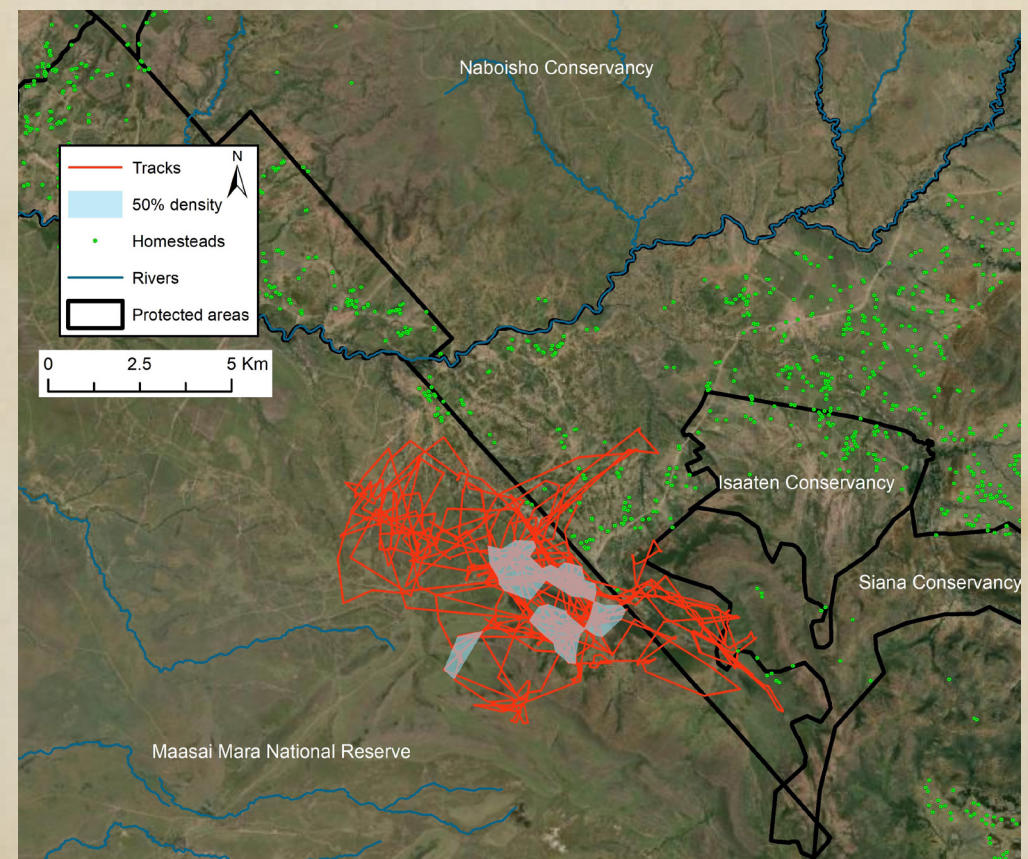 Naboisho Conservancy
N
Tracks
50% density
Homesteads
Rivers
Protected areas
0 2.5 5 Km
Isaaten Conservancy
Siana Conservancy
Maasai Mara National Reserve